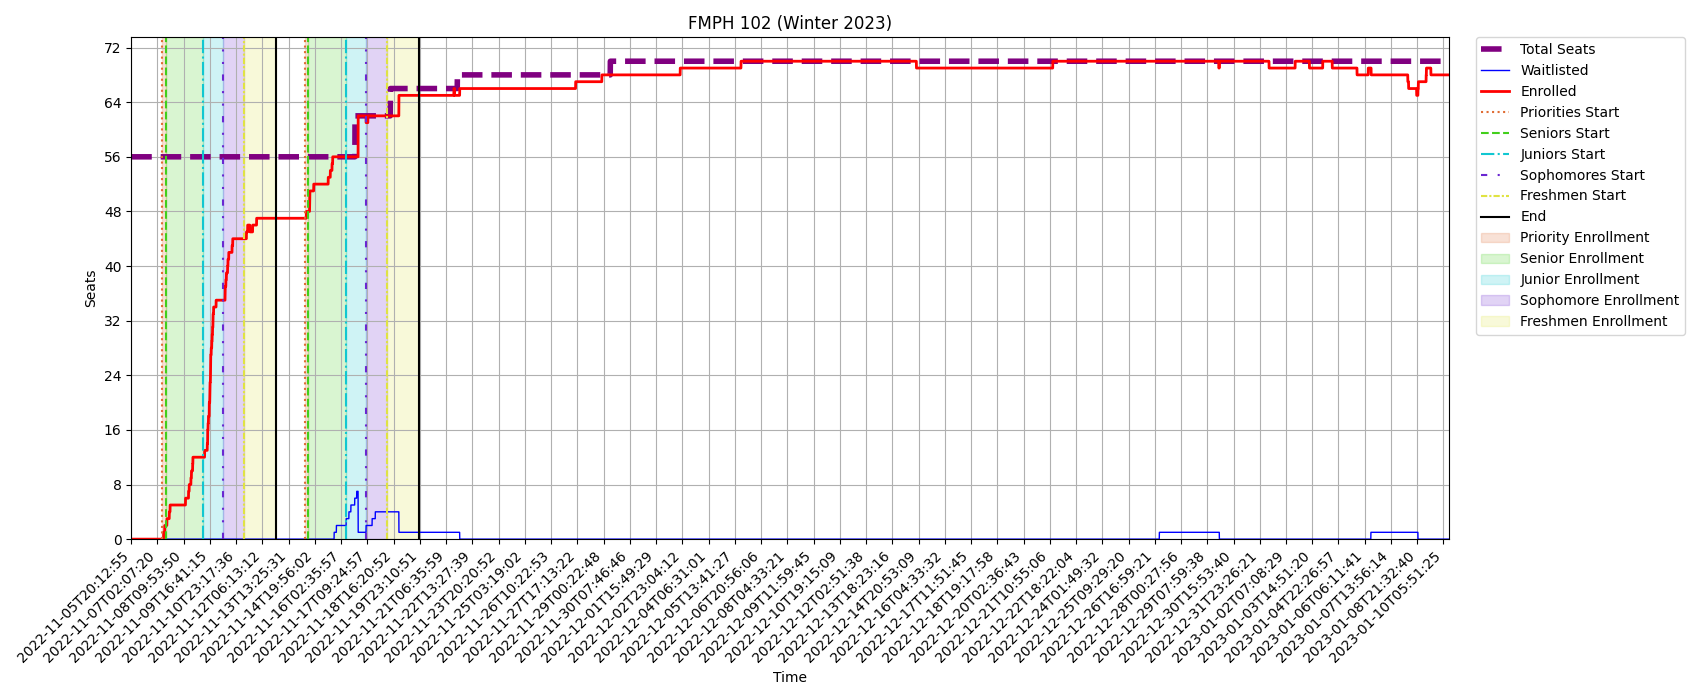 FMPH 102 (Winter 2023)
72
64
56
48
40
32
24
16
8
0
Seats
2022-11-05T20:12:55
2022-11-07T02:07:20
2022-11-08T09:53:50
2022-11-09T16:41:15
2022-11-10T23:17:36
2022-11-12T06:13:12
2022-11-13T13:25:31
2022-11-14T19:56:02
2022-11-16T02:35:57
2022-11-17T09:24:57
2022-11-18T16:20:52
2022-11-19T23:10:51
2022-11-21T06:35:59
2022-11-22T13:27:39
2022-11-23T20:20:52
2022-11-25T03:19:02
2022-11-26T10:22:53
2022-11-27T17:13:22
2022-11-29T00:22:48
2022-11-30T07:46:46
2022-12-01T15:49:29
2022-12-02T23:04:12
2022-12-04T06:31:01
2022-12-05T13:41:27
2022-12-06T20:56:06
2022-12-08T04:33:21
2022-12-09T11:59:45
2022-12-10T19:15:09
2022-12-12T02:51:38
2022-12-13T18:23:16
2022-12-14T20:53:09
2022-12-16T04:33:32
2022-12-17T11:51:45
2022-12-18T19:17:58
2022-12-20T02:36:43
2022-12-21T10:55:06
2022-12-22T18:22:04
2022-12-24T01:49:32
2022-12-25T09:29:20
2022-12-26T16:59:21
2022-12-28T00:27:56
2022-12-29T07:59:38
2022-12-30T15:53:40
2022-12-31T23:26:21
2023-01-02T07:08:29
2023-01-03T14:51:20
2023-01-04T22:26:57
2023-01-06T06:11:41
2023-01-07T13:56:14
2023-01-08T21:32:40
2023-01-10T05:51:25
Time
Total Seats
Waitlisted
Enrolled
Priorities Start
Seniors Start
Juniors Start
Sophomores Start
Freshmen Start
End
Priority Enrollment
Senior Enrollment
Junior Enrollment
Sophomore Enrollment
Freshmen Enrollment